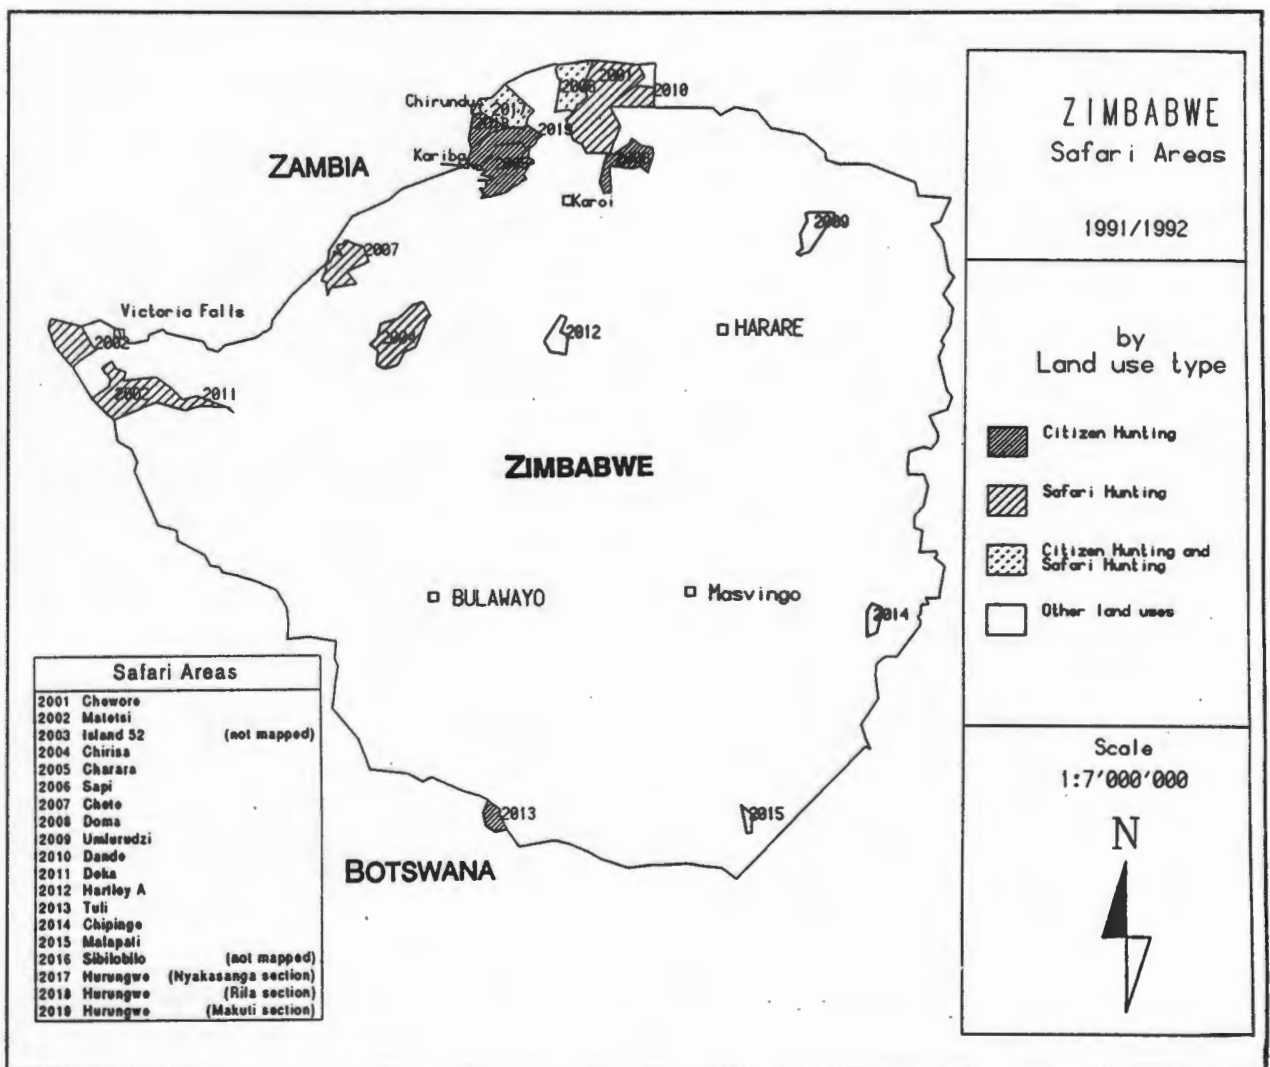 ZIMBABWE
Safari Areas
1991/1992
by
Land use type
Citizen Hunting
Safari Hunting
Citizen Hunting and
Safari Hunting
Other land uses
Scale
1:7'000'000
N
ZAMBIA
Chirundu
Kariba
Karoi
Victoria Falls
HARARE
ZIMBABWE
BULAWAYO
Masvingo
BOTSWANA
2001
2010
2017
2019
2009
2007
2004
2012
2002
2002
2011
2014
2013
2015
Safari Areas
2001 Chewore
2002 Matetsi
2003 Island 52 (not mapped)
2004 Chirisa
2005 Charara
2006 Sapi
2007 Chete
2008 Doma
2009 Umfurudzi
2010 Dande
2011 Deka
2012 Hartley A
2013 Tuli
2014 Chipinge
2015 Malapati
2016 Sibilobilo (not mapped)
2017 Hurungwe (Nyakasanga section)
2018 Hurungwe (Rifa section)
2019 Hurungwe (Makuti section)